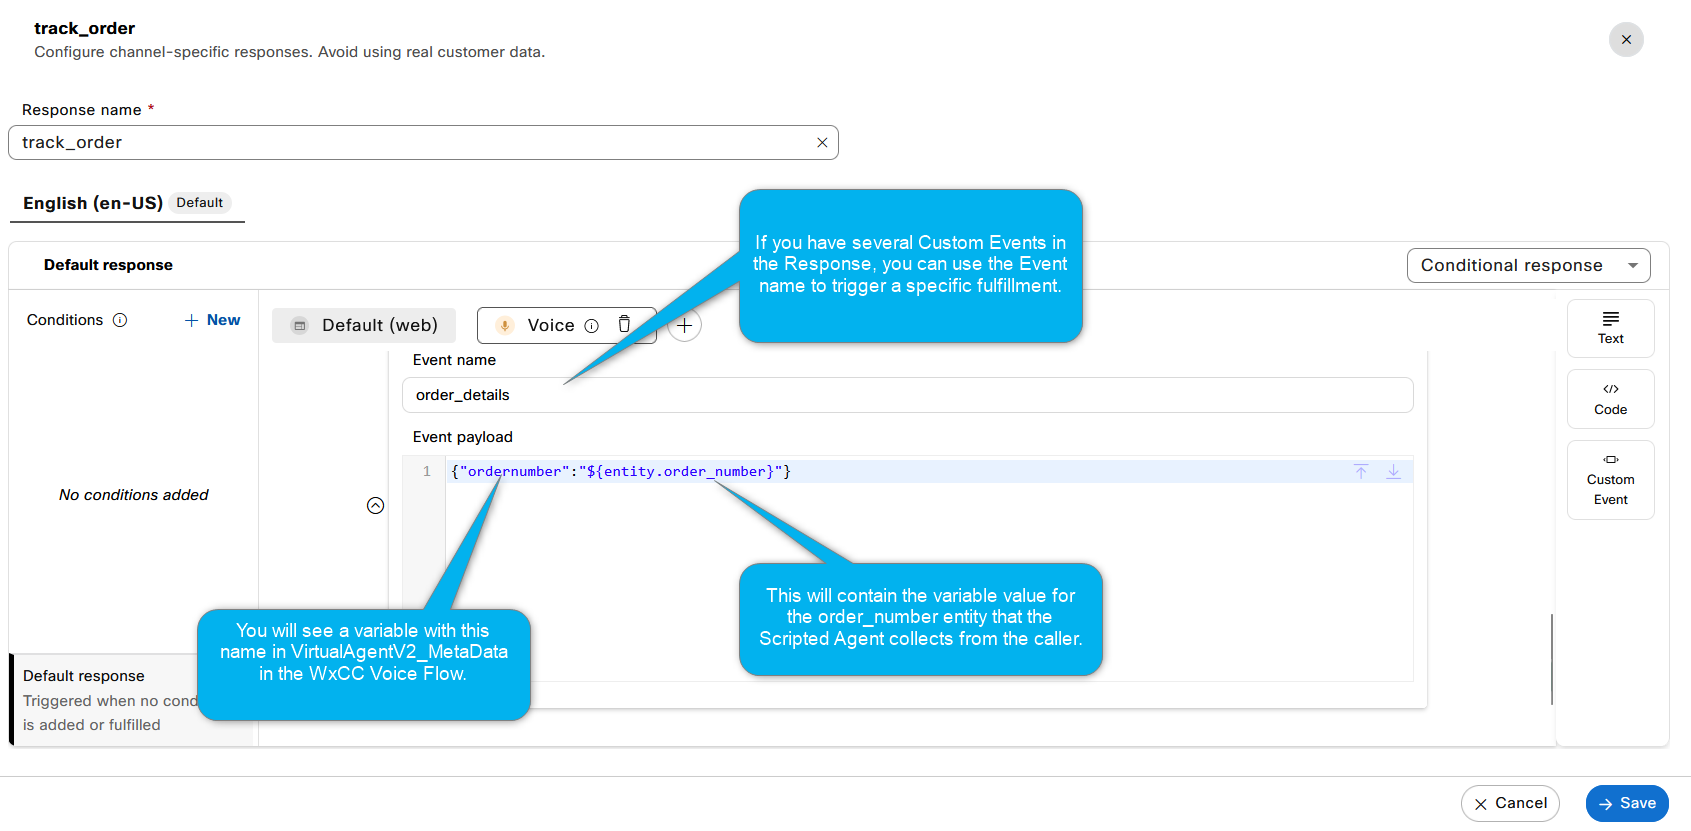 track_order
Configure channel-specific responses. Avoid using real customer data.
Response name *
track_order
English (en-US) Default
Default response
Conditional response
Conditions
New
Default (web)
Voice
If you have several Custom Events in
the Response, you can use the Event
name to trigger a specific fulfillment.
Text
Event name
order_details
Code
Event payload
1 {"ordernumber":"${entity.order_number}"}
Custom
Event
No conditions added
This will contain the variable value for
the order_number entity that the
Scripted Agent collects from the caller.
You will see a variable with this
name in VirtualAgentV2_MetaData
in the WxCC Voice Flow.
Default response
Triggered when no cond
is added or fulfilled
Cancel
Save